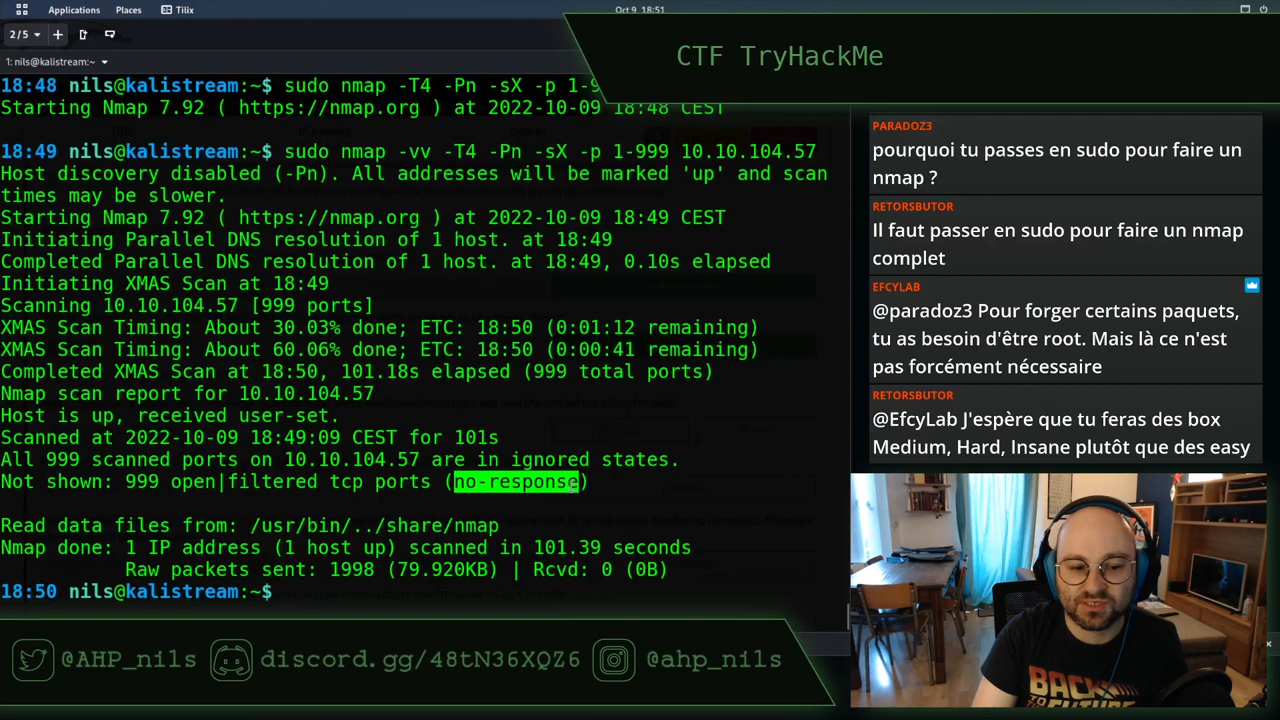 Applications Places Tilix
Oct 9 18:51
2/5
1: nils@kalistream:~
CTF TryHackMe
18:48 nils@kalistream:~$ sudo nmap -T4 -Pn -sX -p 1-9
Starting Nmap 7.92 ( https://nmap.org ) at 2022-10-09 18:48 CEST
18:49 nils@kalistream:~$ sudo nmap -vv -T4 -Pn -sX -p 1-999 10.10.104.57
Host discovery disabled (-Pn). All addresses will be marked 'up' and scan
times may be slower.
Starting Nmap 7.92 ( https://nmap.org ) at 2022-10-09 18:49 CEST
Initiating Parallel DNS resolution of 1 host. at 18:49
Completed Parallel DNS resolution of 1 host. at 18:49, 0.10s elapsed
Initiating XMAS Scan at 18:49
Scanning 10.10.104.57 [999 ports]
XMAS Scan Timing: About 30.03% done; ETC: 18:50 (0:01:12 remaining)
XMAS Scan Timing: About 60.06% done; ETC: 18:50 (0:00:41 remaining)
Completed XMAS Scan at 18:50, 101.18s elapsed (999 total ports)
Nmap scan report for 10.10.104.57
Host is up, received user-set.
Scanned at 2022-10-09 18:49:09 CEST for 101s
All 999 scanned ports on 10.10.104.57 are in ignored states.
Not shown: 999 open|filtered tcp ports (no-response)
Read data files from: /usr/bin/../share/nmap
Nmap done: 1 IP address (1 host up) scanned in 101.39 seconds
Raw packets sent: 1998 (79.920KB) | Rcvd: 0 (0B)
18:50 nils@kalistream:~$
PARADOZ3
pourquoi tu passes en sudo pour faire un
nmap ?
RETORSBUTOR
Il faut passer en sudo pour faire un nmap
complet
EFCYLAB
@paradoz3 Pour forger certains paquets,
tu as besoin d'être root. Mais là ce n'est
pas forcément nécessaire
RETORSBUTOR
@EfcyLab J'espère que tu feras des box
Medium, Hard, Insane plutôt que des easy
BACK
TO THE
FUTURE
@AHP_nils discord.gg/48tN36XQZ6 @ahp_nils